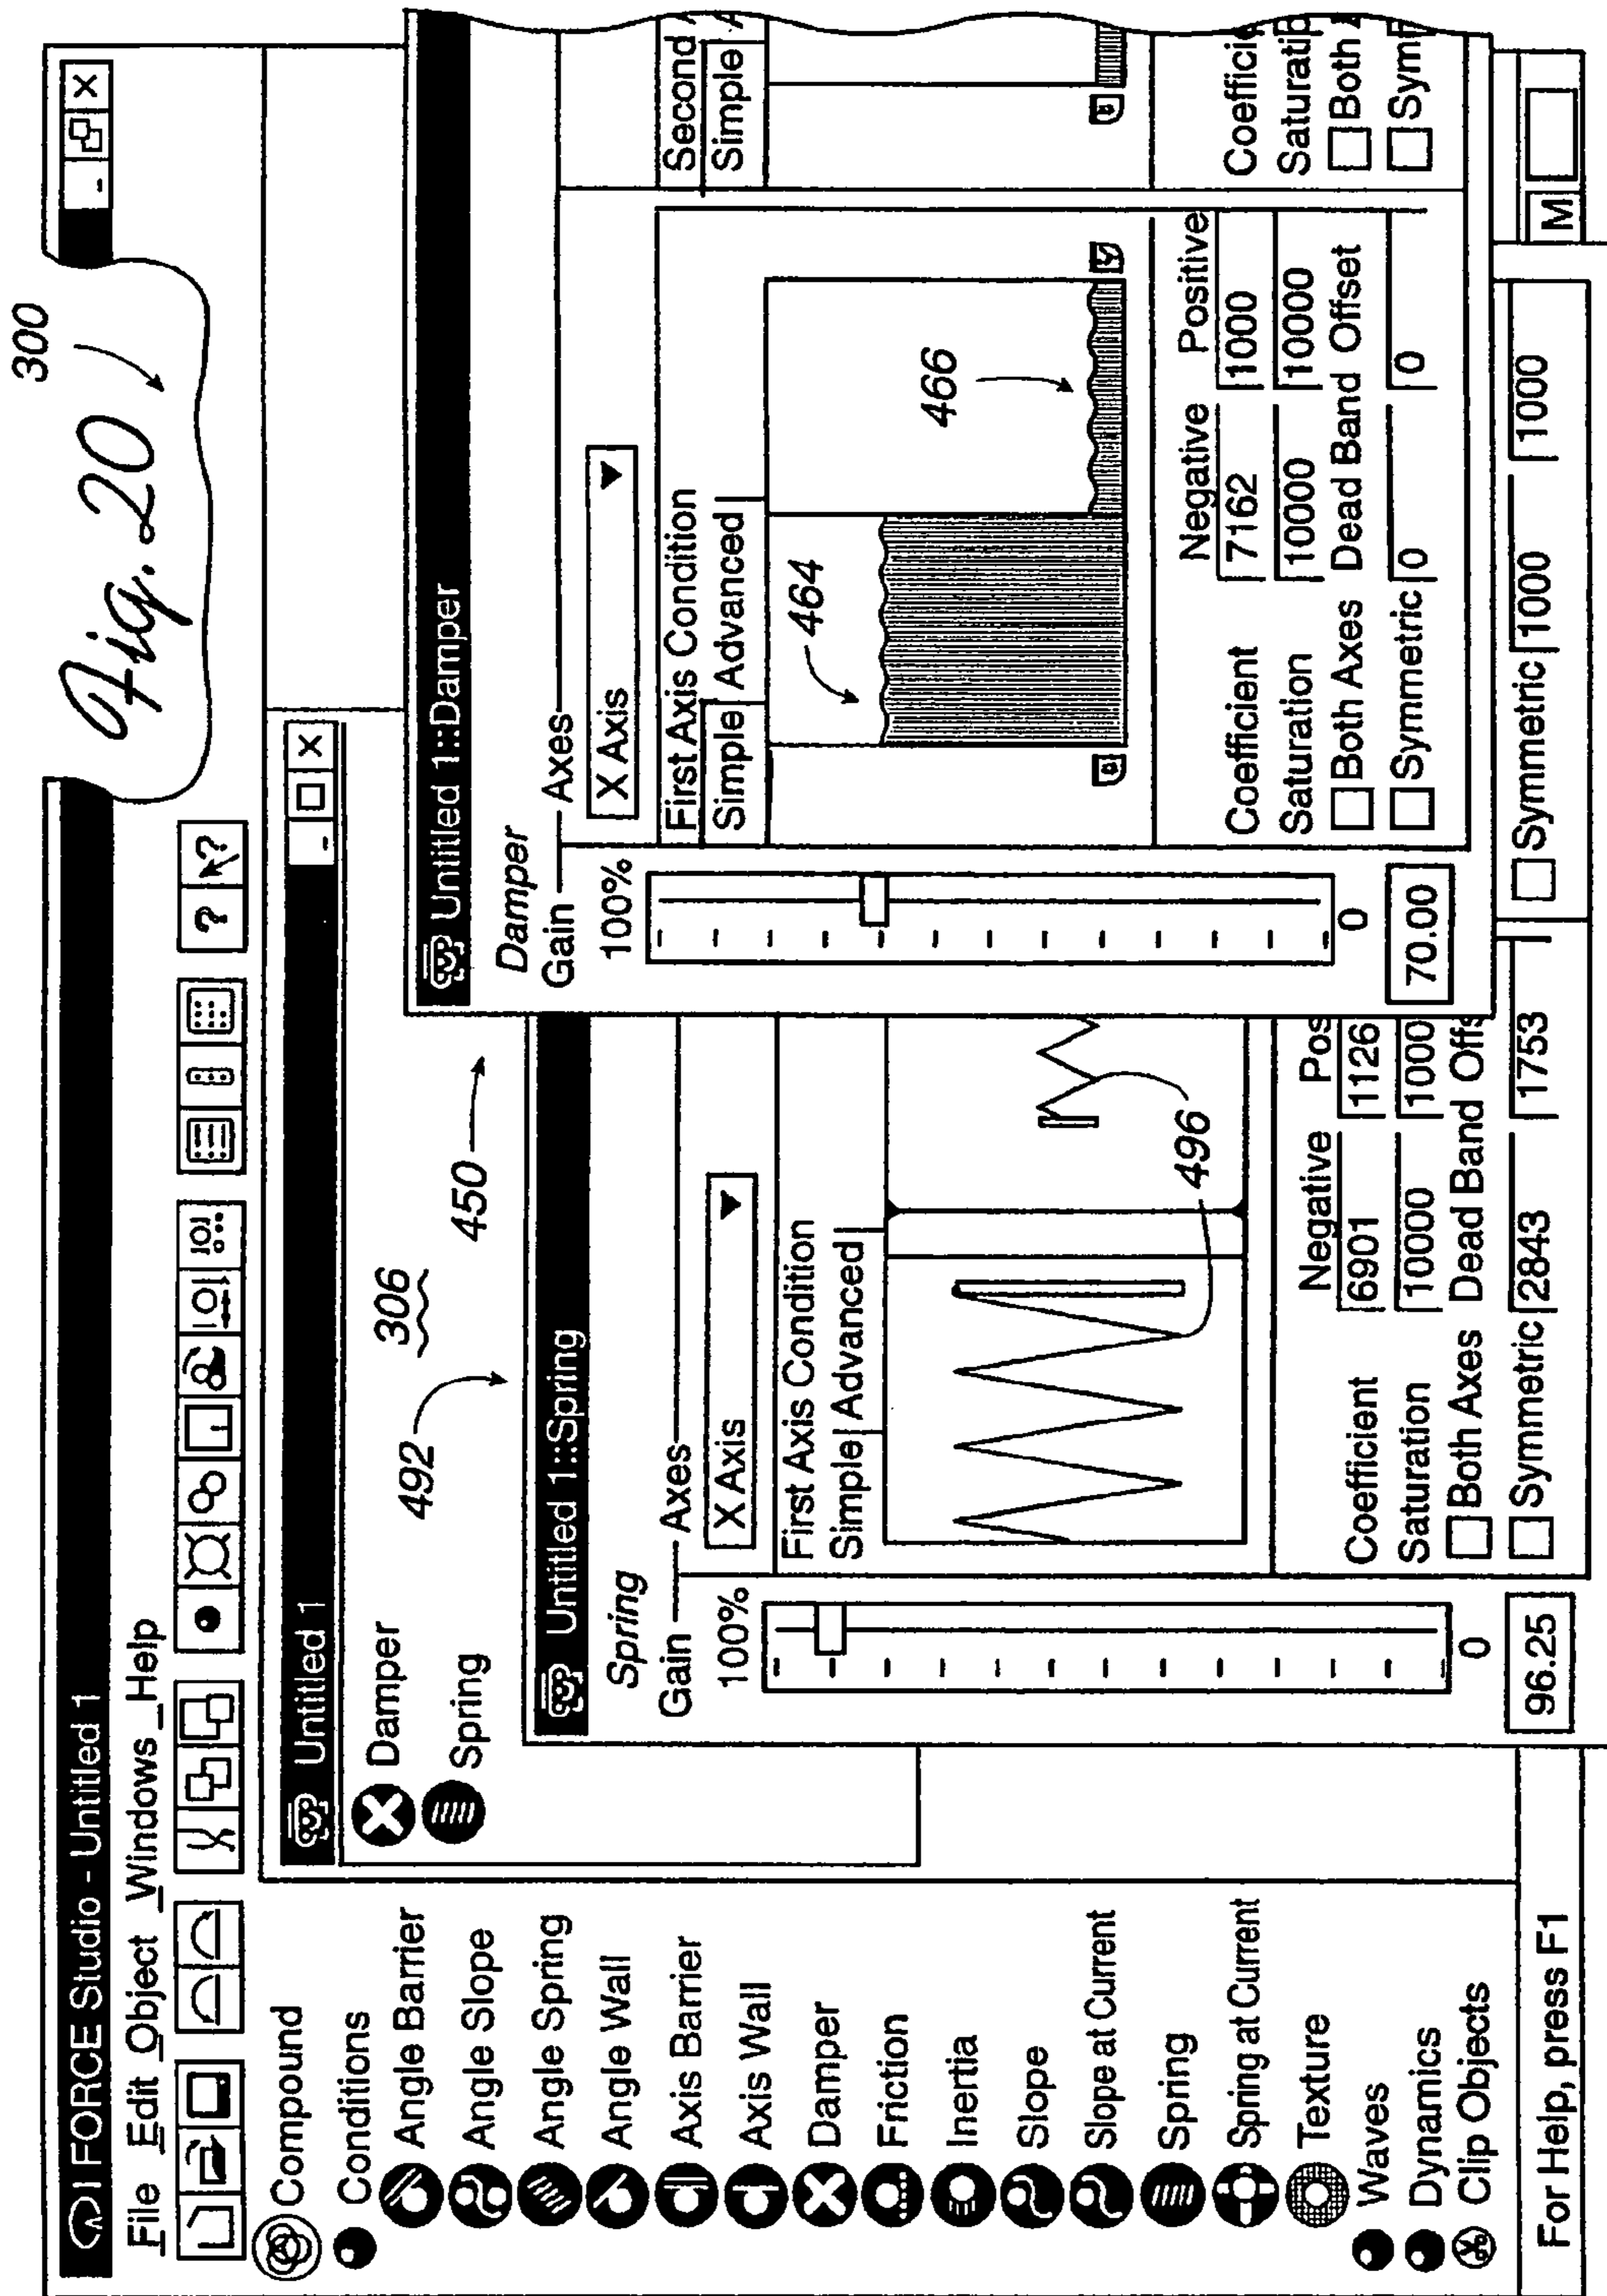 Fig. 20
300
I FORCE Studio - Untitled 1
File Edit Object Windows Help
Compound
Conditions
Angle Barrier
Angle Slope
Angle Spring
Angle Wall
Axis Barrier
Axis Wall
Damper
Friction
Inertia
Slope
Slope at Current
Spring
Spring at Current
Texture
Waves
Dynamics
Clip Objects
For Help, press F1
M
Untitled 1
Damper
Spring
306
492
450
Untitled 1::Spring
Spring
Gain
100%
0
96.25
Axes
X Axis
First Axis Condition
Simple Advanced
496
Negative Pos
Coefficient 6901 1126
Saturation 10000 1000
Both Axes Dead Band Offs
Symmetric 2843 1753
Symmetric 1000 1000
Untitled 1::Damper
Damper
Gain
100%
0
70.00
Axes
X Axis
First Axis Condition
Simple Advanced
464
466
Negative Positive
Coefficient 7162 1000
Saturation 10000 10000
Both Axes Dead Band Offset
Symmetric 0 0
Second
Simple
Coeffici
Saturati
Both
Sym